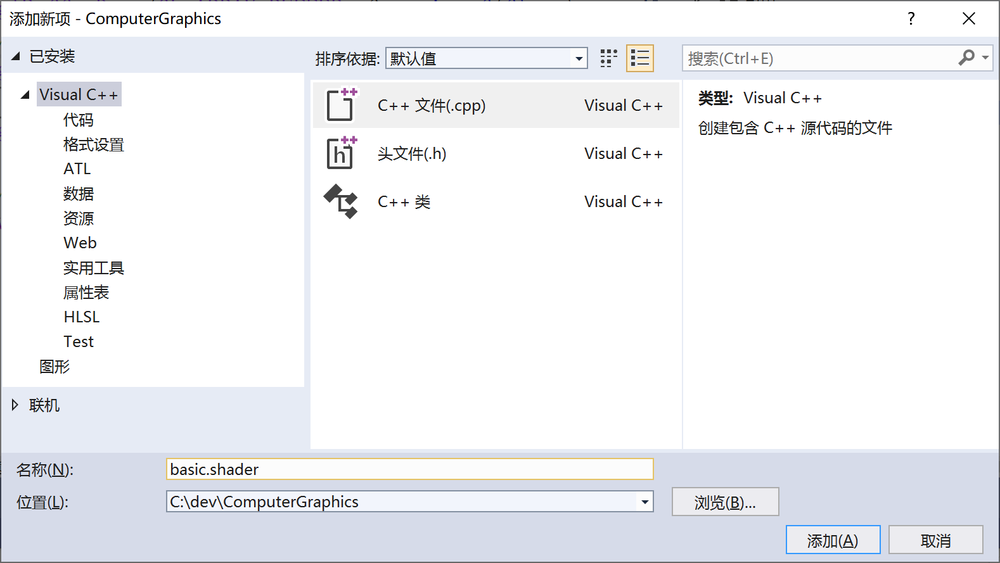 添加新项 - ComputerGraphics
?
已安装
排序依据: 默认值
搜索(Ctrl+E)
Visual C++
代码
格式设置
ATL
数据
资源
Web
实用工具
属性表
HLSL
Test
图形
联机
C++ 文件(.cpp) Visual C++
头文件(.h) Visual C++
C++ 类 Visual C++
类型: Visual C++
创建包含 C++ 源代码的文件
名称(N): basic.shader
位置(L): C:\dev\ComputerGraphics
浏览(B)...
添加(A) 取消